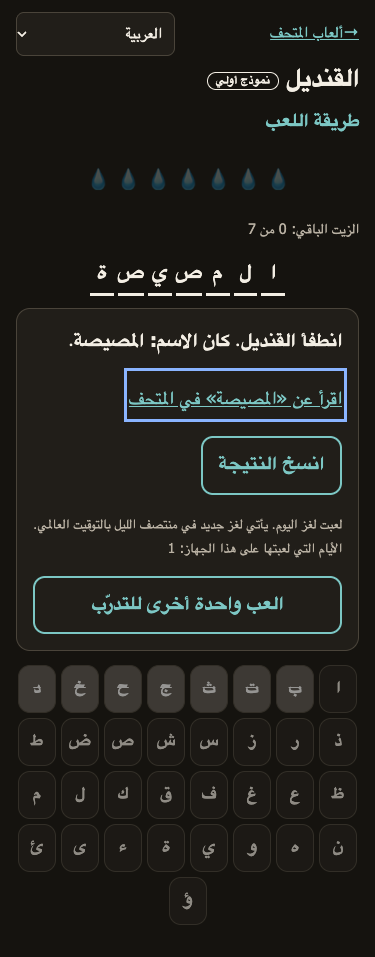 →ألعاب المتحف
العربية
القنديل نموذج أولي
طريقة اللعب
الزيت الباقي: 0 من 7
ا ل م ص ي ص ة
انطفأ القنديل. كان الاسم: المصيصة.
اقرأ عن «المصيصة» في المتحف
انسخ النتيجة
لعبت لغز اليوم. يأتي لغز جديد في منتصف الليل بالتوقيت العالمي.
الأيام التي لعبتها على هذا الجهاز: 1
العب واحدة أخرى للتدرّب
ا ب ت ث ج ح خ د
ذ ر ز س ش ص ض ط
ظ ع غ ف ق ك ل م
ن ه و ي ة ء ى ئ
ؤ